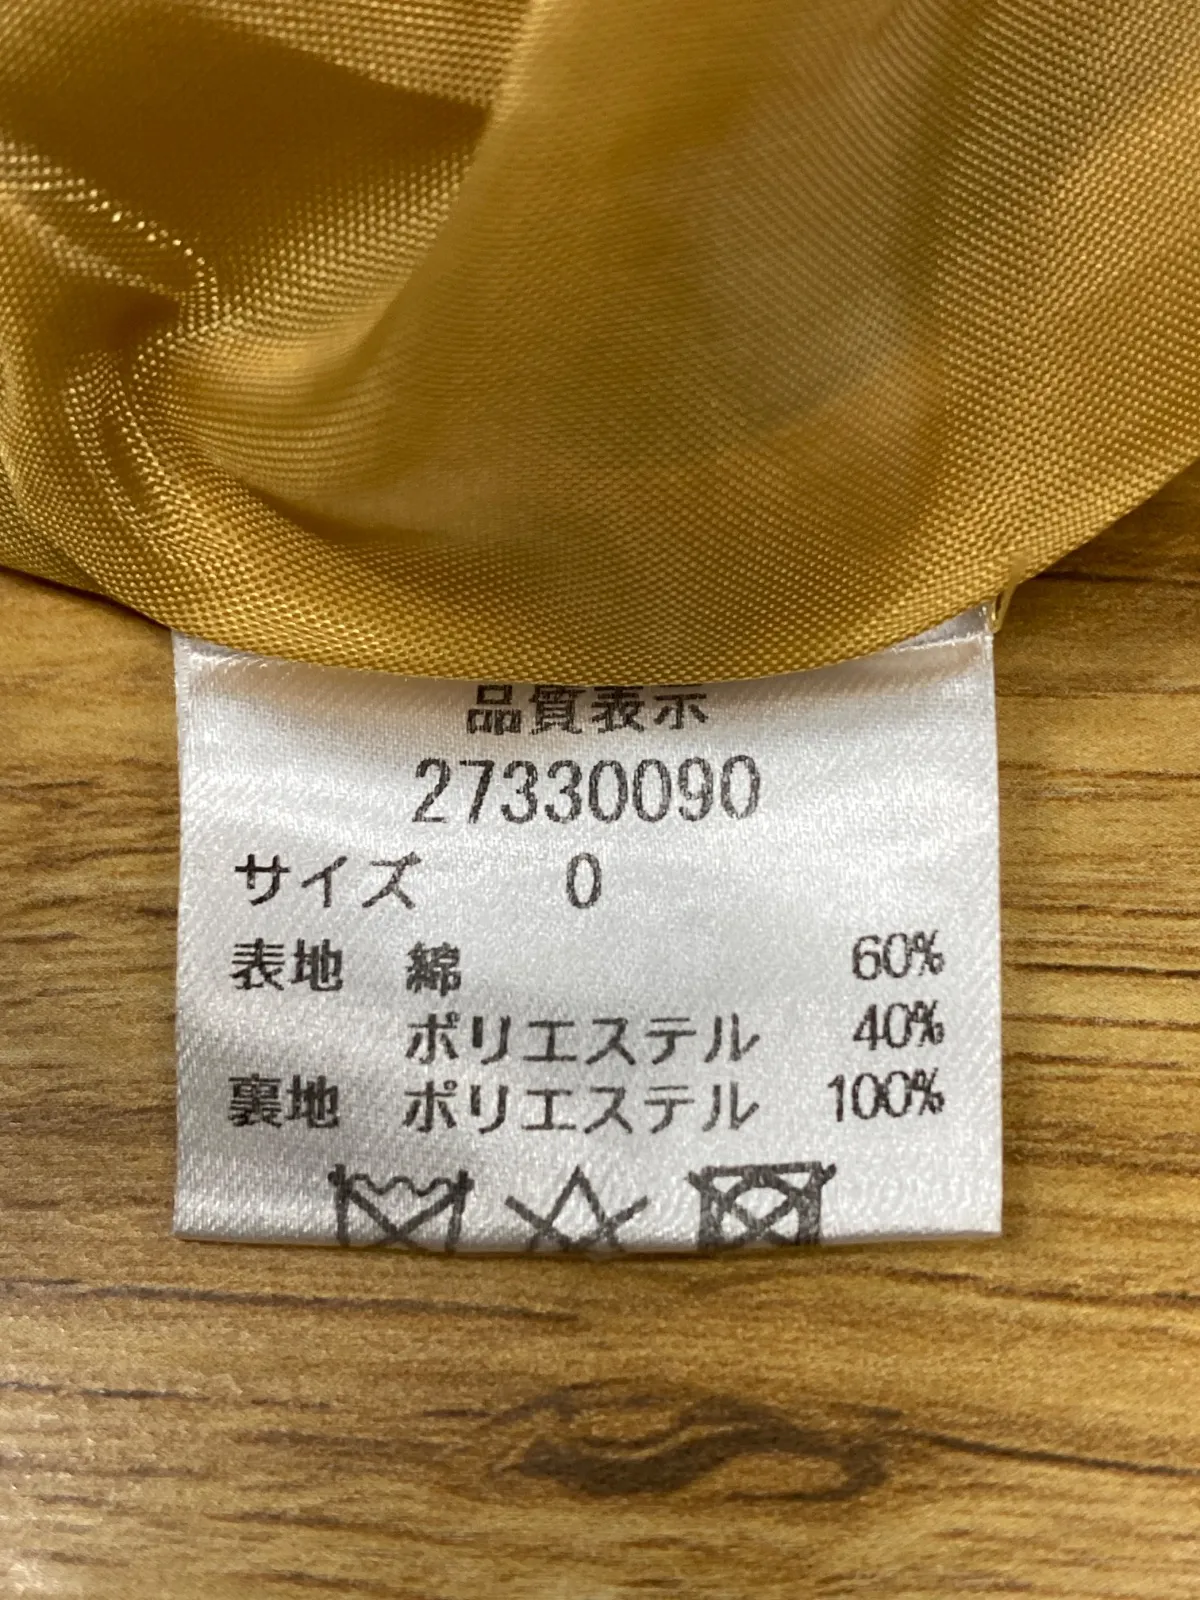 品質表示
27330090
サイズ 0
表地 綿 60%
ポリエステル 40%
裏地 ポリエステル 100%